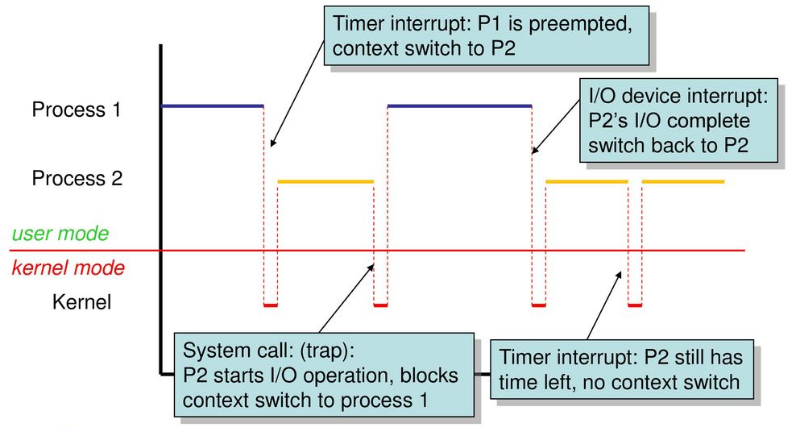 Timer interrupt: P1 is preempted,
context switch to P2
I/O device interrupt:
P2's I/O complete
switch back to P2
Process 1
Process 2
user mode
kernel mode
Kernel
System call: (trap):
P2 starts I/O operation, blocks
context switch to process 1
Timer interrupt: P2 still has
time left, no context switch